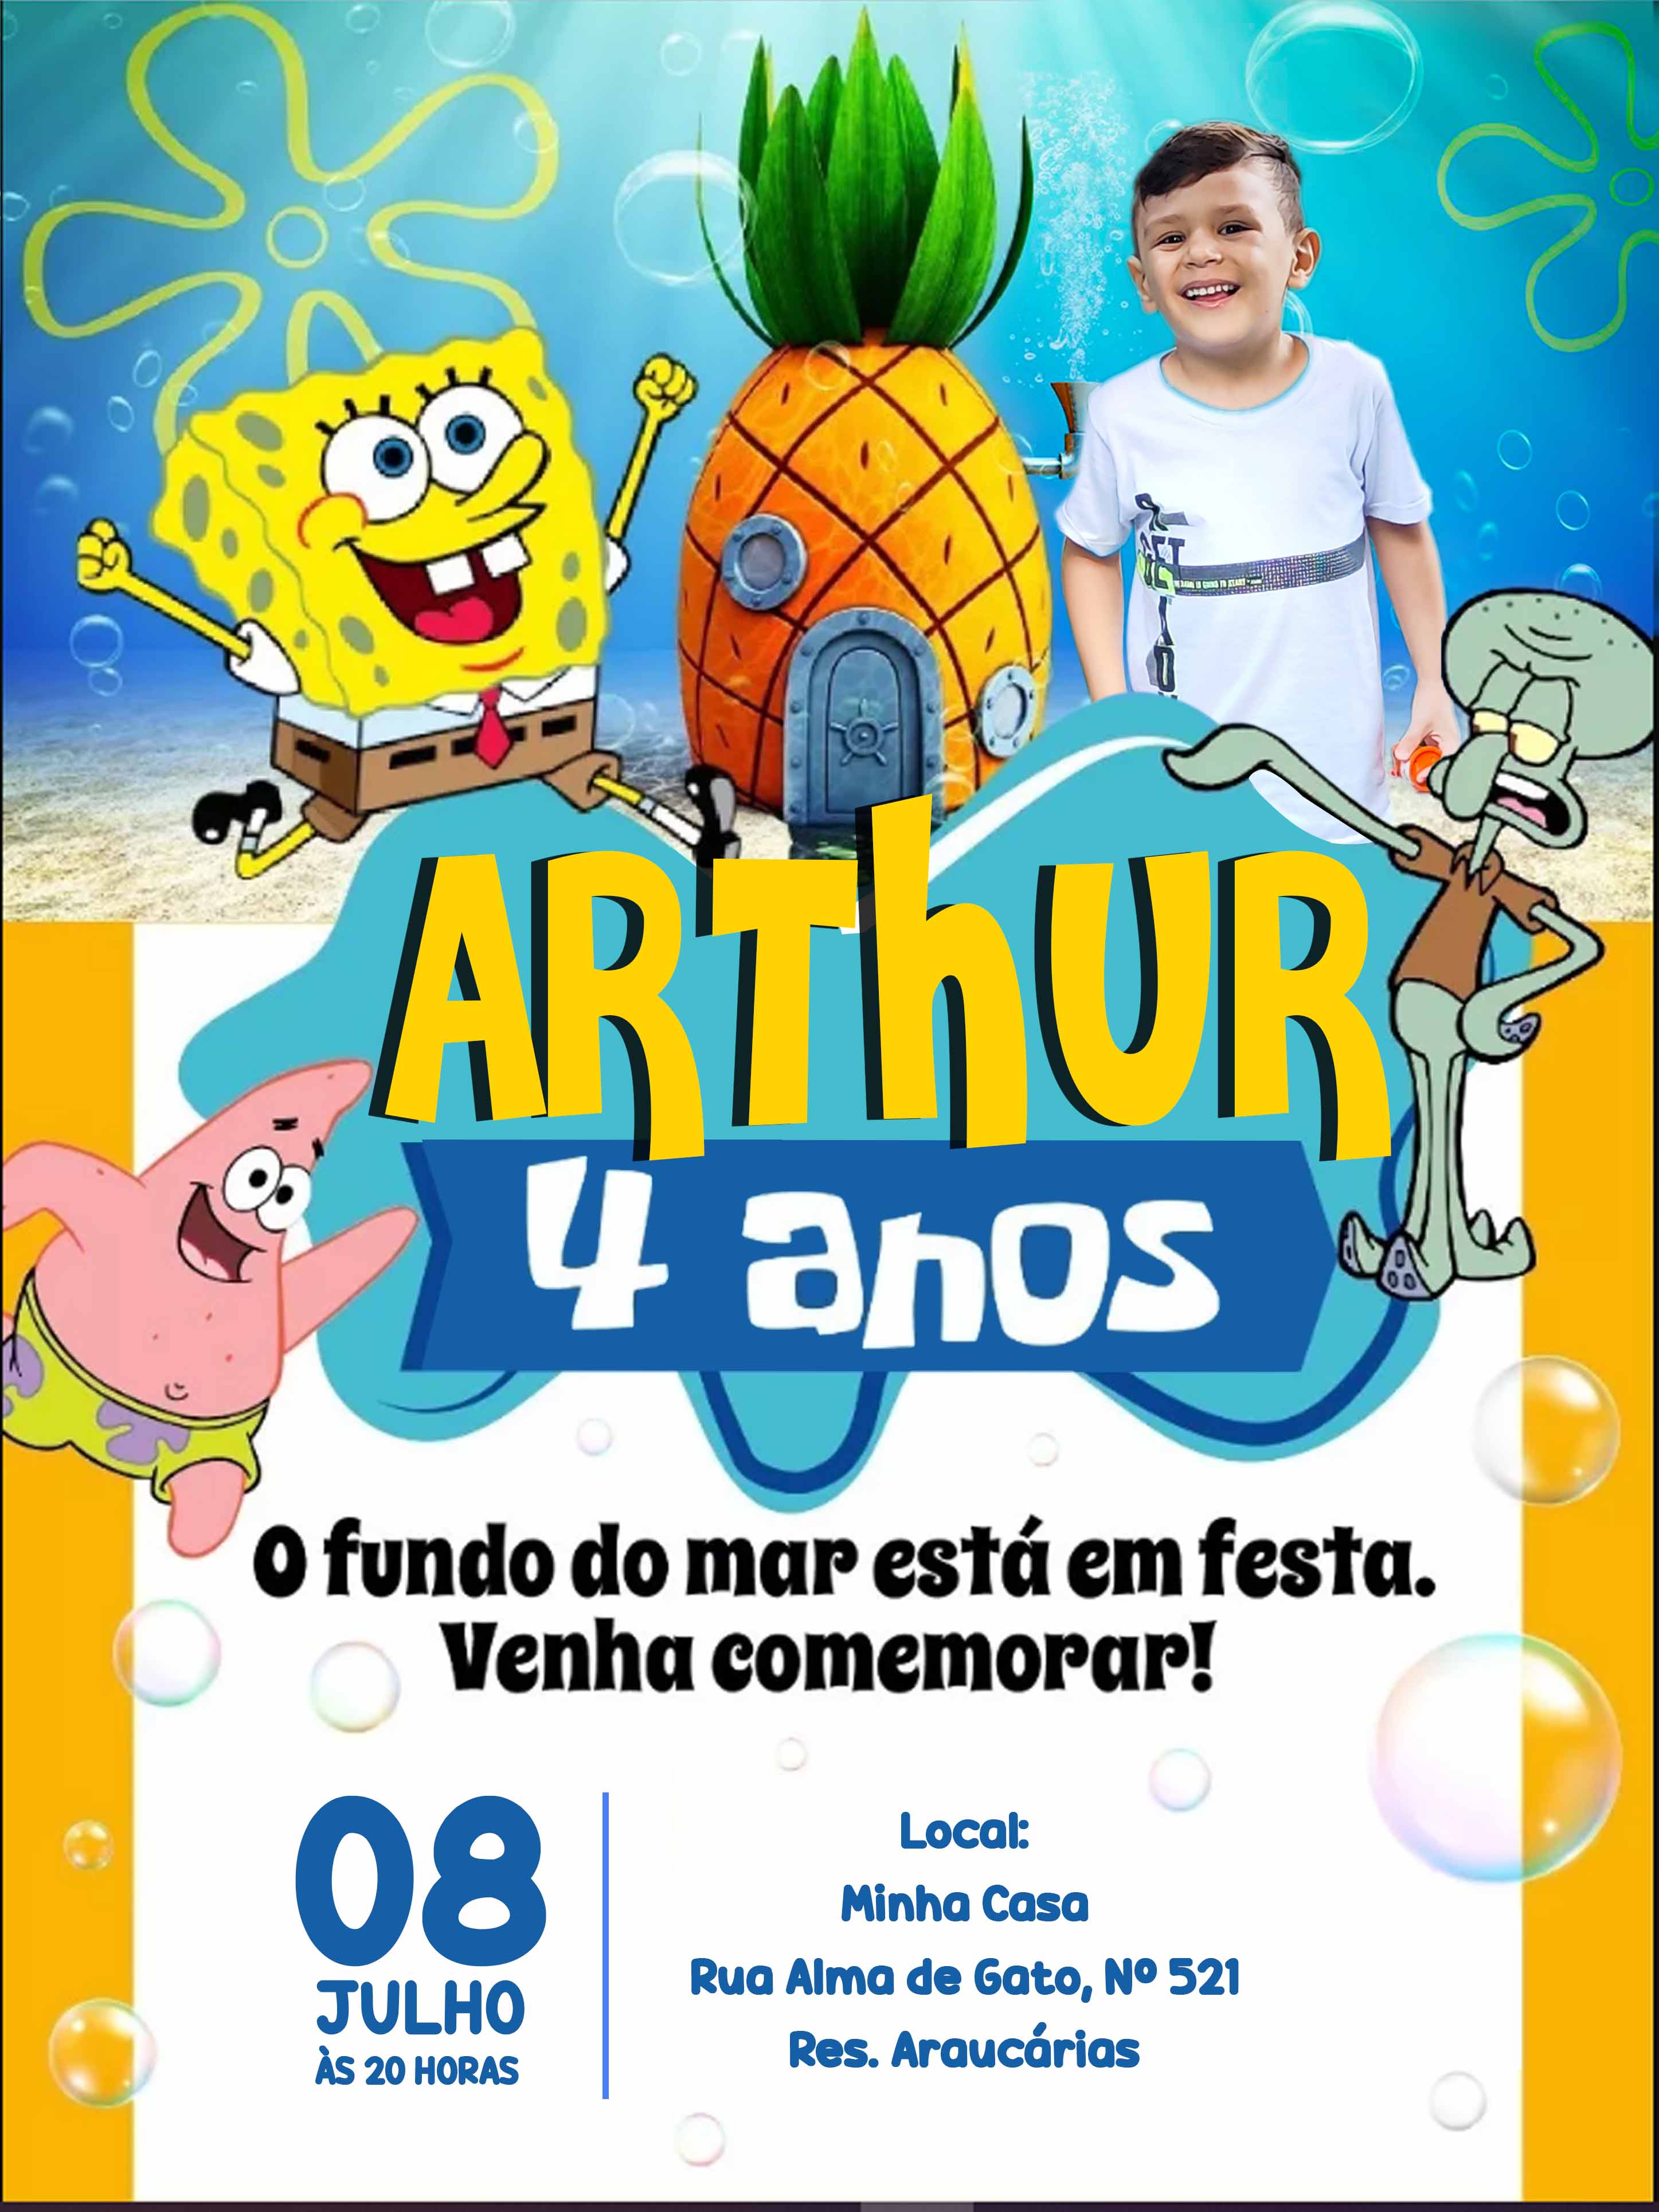 ARThUR
4 anos
O fundo do mar está em festa.
Venha comemorar!
08
JULHO
ÀS 20 HORAS
Local:
Minha Casa
Rua Alma de Gato, Nº 521
Res. Araucárias